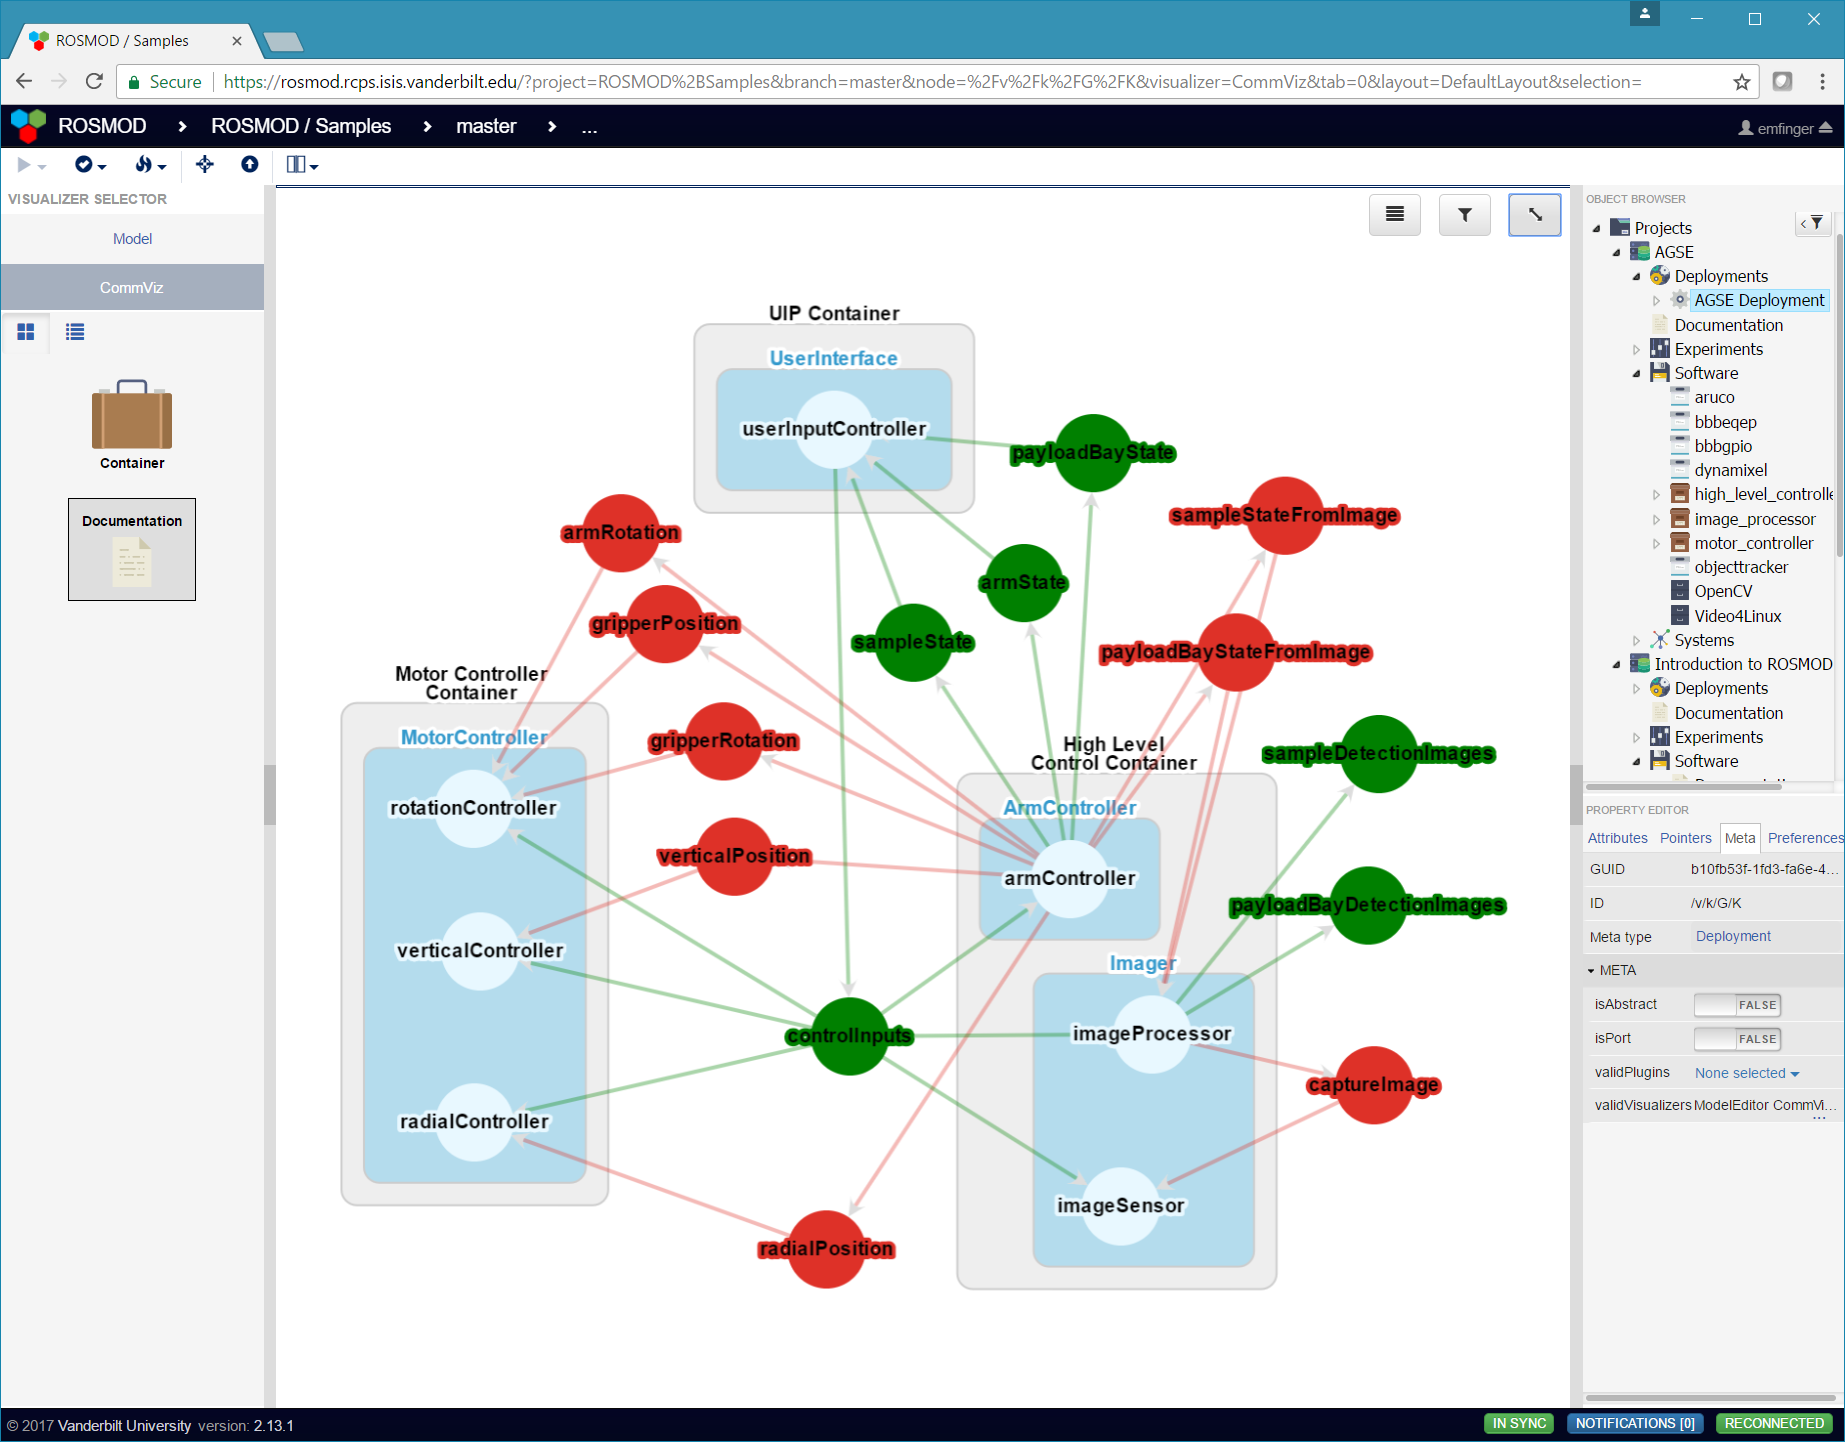 ROSMOD / Samples
Secure
https://rosmod.rcps.isis.vanderbilt.edu/?project=ROSMOD%2BSamples&branch=master&node=%2Fv%2Fk%2FG%2FK&visualizer=CommViz&tab=0&layout=DefaultLayout&selection=
ROSMOD
ROSMOD / Samples
master
...
emfinger
VISUALIZER SELECTOR
Model
CommViz
Container
Documentation
UIP Container
UserInterface
userInputController
payloadBayState
sampleStateFromImage
armRotation
armState
gripperPosition
sampleState
payloadBayStateFromImage
Motor Controller
Container
MotorController
gripperRotation
High Level
Control Container
sampleDetectionImages
rotationController
ArmController
verticalPosition
armController
payloadBayDetectionImages
verticalController
Imager
controlInputs
imageProcessor
captureImage
radialController
imageSensor
radialPosition
OBJECT BROWSER
Projects
AGSE
Deployments
AGSE Deployment
Documentation
Experiments
Software
aruco
bbbeqep
bbbgpio
dynamixel
high_level_controlle
image_processor
motor_controller
objecttracker
OpenCV
Video4Linux
Systems
Introduction to ROSMOD
Deployments
Documentation
Experiments
Software
PROPERTY EDITOR
Attributes Pointers Meta Preferences
GUID b10fb53f-1fd3-fa6e-4...
ID /v/k/G/K
Meta type Deployment
META
isAbstract FALSE
isPort FALSE
validPlugins None selected
validVisualizers ModelEditor CommVi...
...
© 2017 Vanderbilt University version: 2.13.1
IN SYNC
NOTIFICATIONS [0]
RECONNECTED